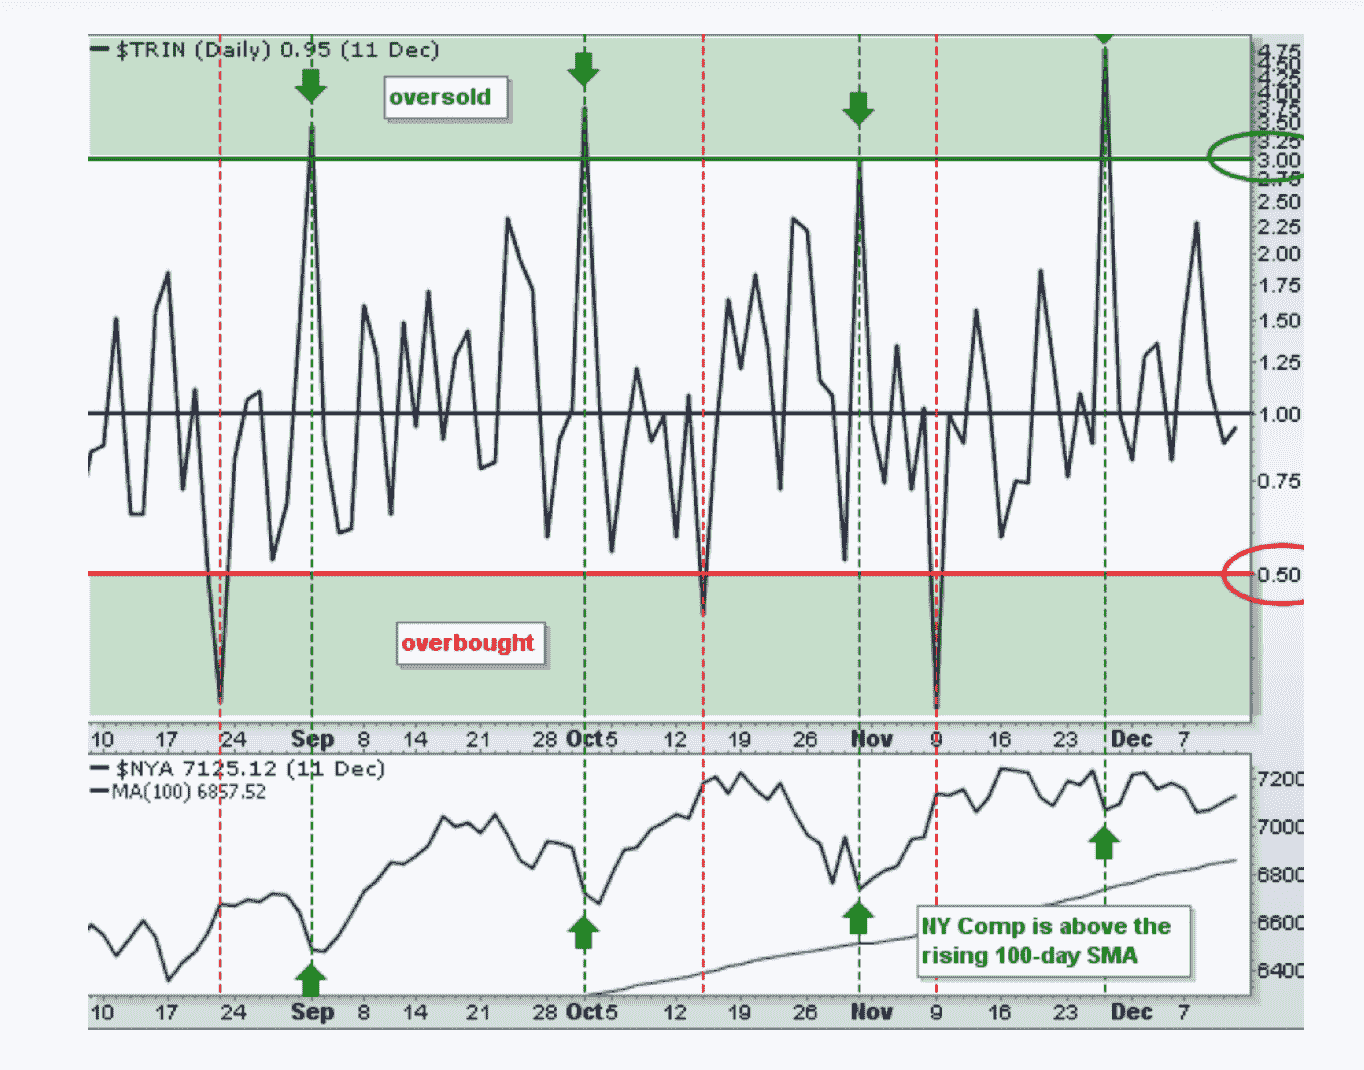 $TRIN (Daily) 0.95 (11 Dec)
oversold
4.75
4.50
4.25
4.00
3.75
3.50
3.25
3.00
2.75
2.50
2.25
2.00
1.75
1.50
1.25
1.00
0.75
0.50
overbought
10 17 24 Sep 8 14 21 28 Oct 5 12 19 26 Nov 9 16 23 Dec 7
$NYA 7125.12 (11 Dec)
MA(100) 6857.52
7200
7000
6800
6600
6400
NY Comp is above the
rising 100-day SMA
10 17 24 Sep 8 14 21 28 Oct 5 12 19 26 Nov 9 16 23 Dec 7